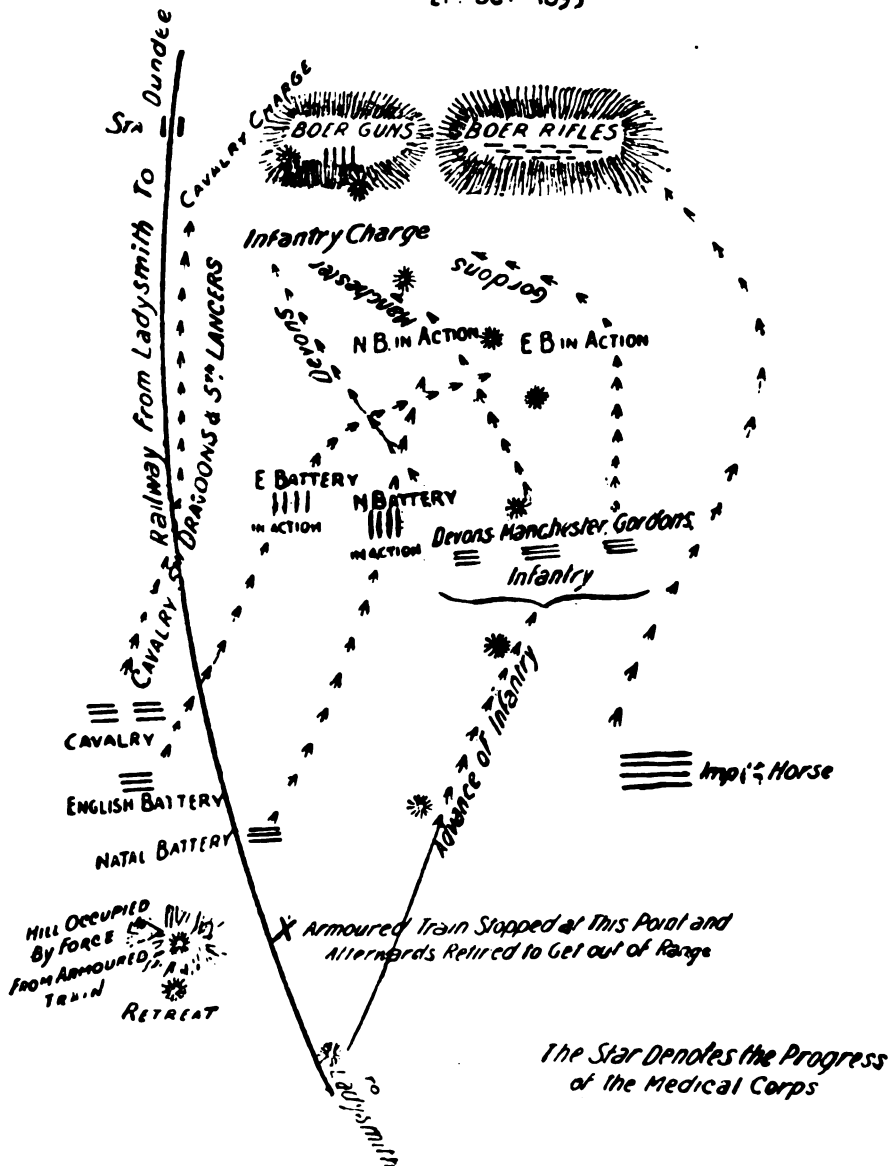 Dundee
STA
CAVALRY CHARGE
BOER GUNS
BOER RIFLES
Railway From Ladysmith To
Infantry Charge
Gordons
Manchester
Devons
N B. IN ACTION
E B IN ACTION
CAVALRY 5TH DRAGOONS & 5TH LANCERS
E BATTERY
IN ACTION
N BATTERY
IN ACTION
Devons Manchester Gordons
Infantry
Advance of Infantry
CAVALRY
ENGLISH BATTERY
NATAL BATTERY
Horse
HILL OCCUPIED
BY FORCE
FROM ARMOURED
TRAIN
RETREAT
X Armoured Train Stopped at This Point and
Afterwards Retired to Get out of Range
TO
Ladysmith
The Star Denotes the Progress
of the Medical Corps